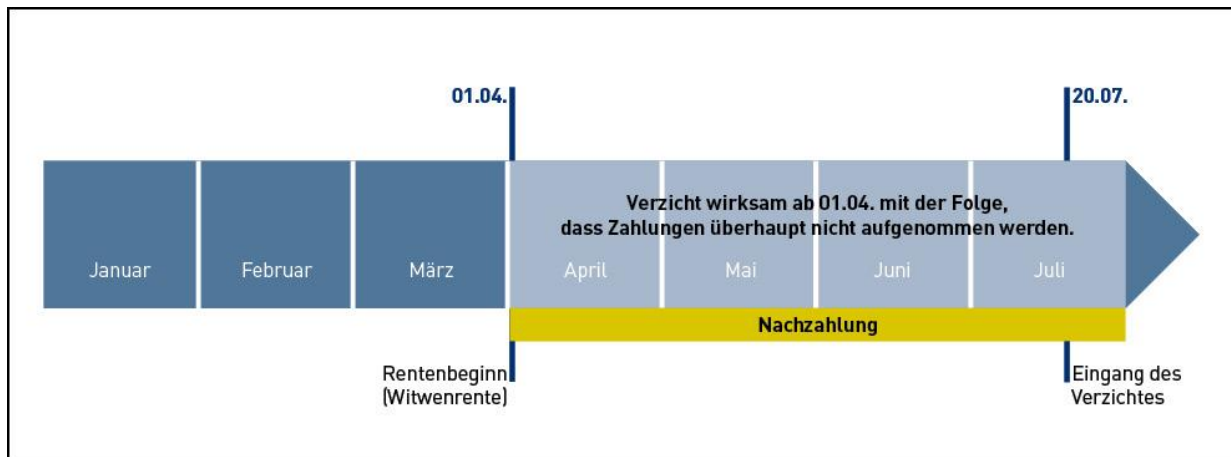 01.04.
20.07.
Verzicht wirksam ab 01.04. mit der Folge,
dass Zahlungen überhaupt nicht aufgenommen werden.
Januar
Februar
März
April
Mai
Juni
Juli
Nachzahlung
Rentenbeginn
(Witwenrente)
Eingang des
Verzichtes